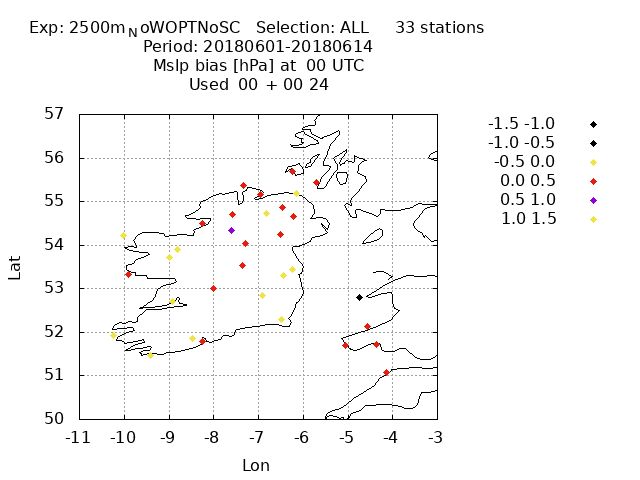 Exp: 2500m_NoWOPTNoSC Selection: ALL 33 stations
Period: 20180601-20180614
Mslp bias [hPa] at 00 UTC
Used 00 + 00 24
57
56
55
54
53
52
51
50
-11 -10 -9 -8 -7 -6 -5 -4 -3
Lat
Lon
-1.5 -1.0
-1.0 -0.5
-0.5 0.0
0.0 0.5
0.5 1.0
1.0 1.5